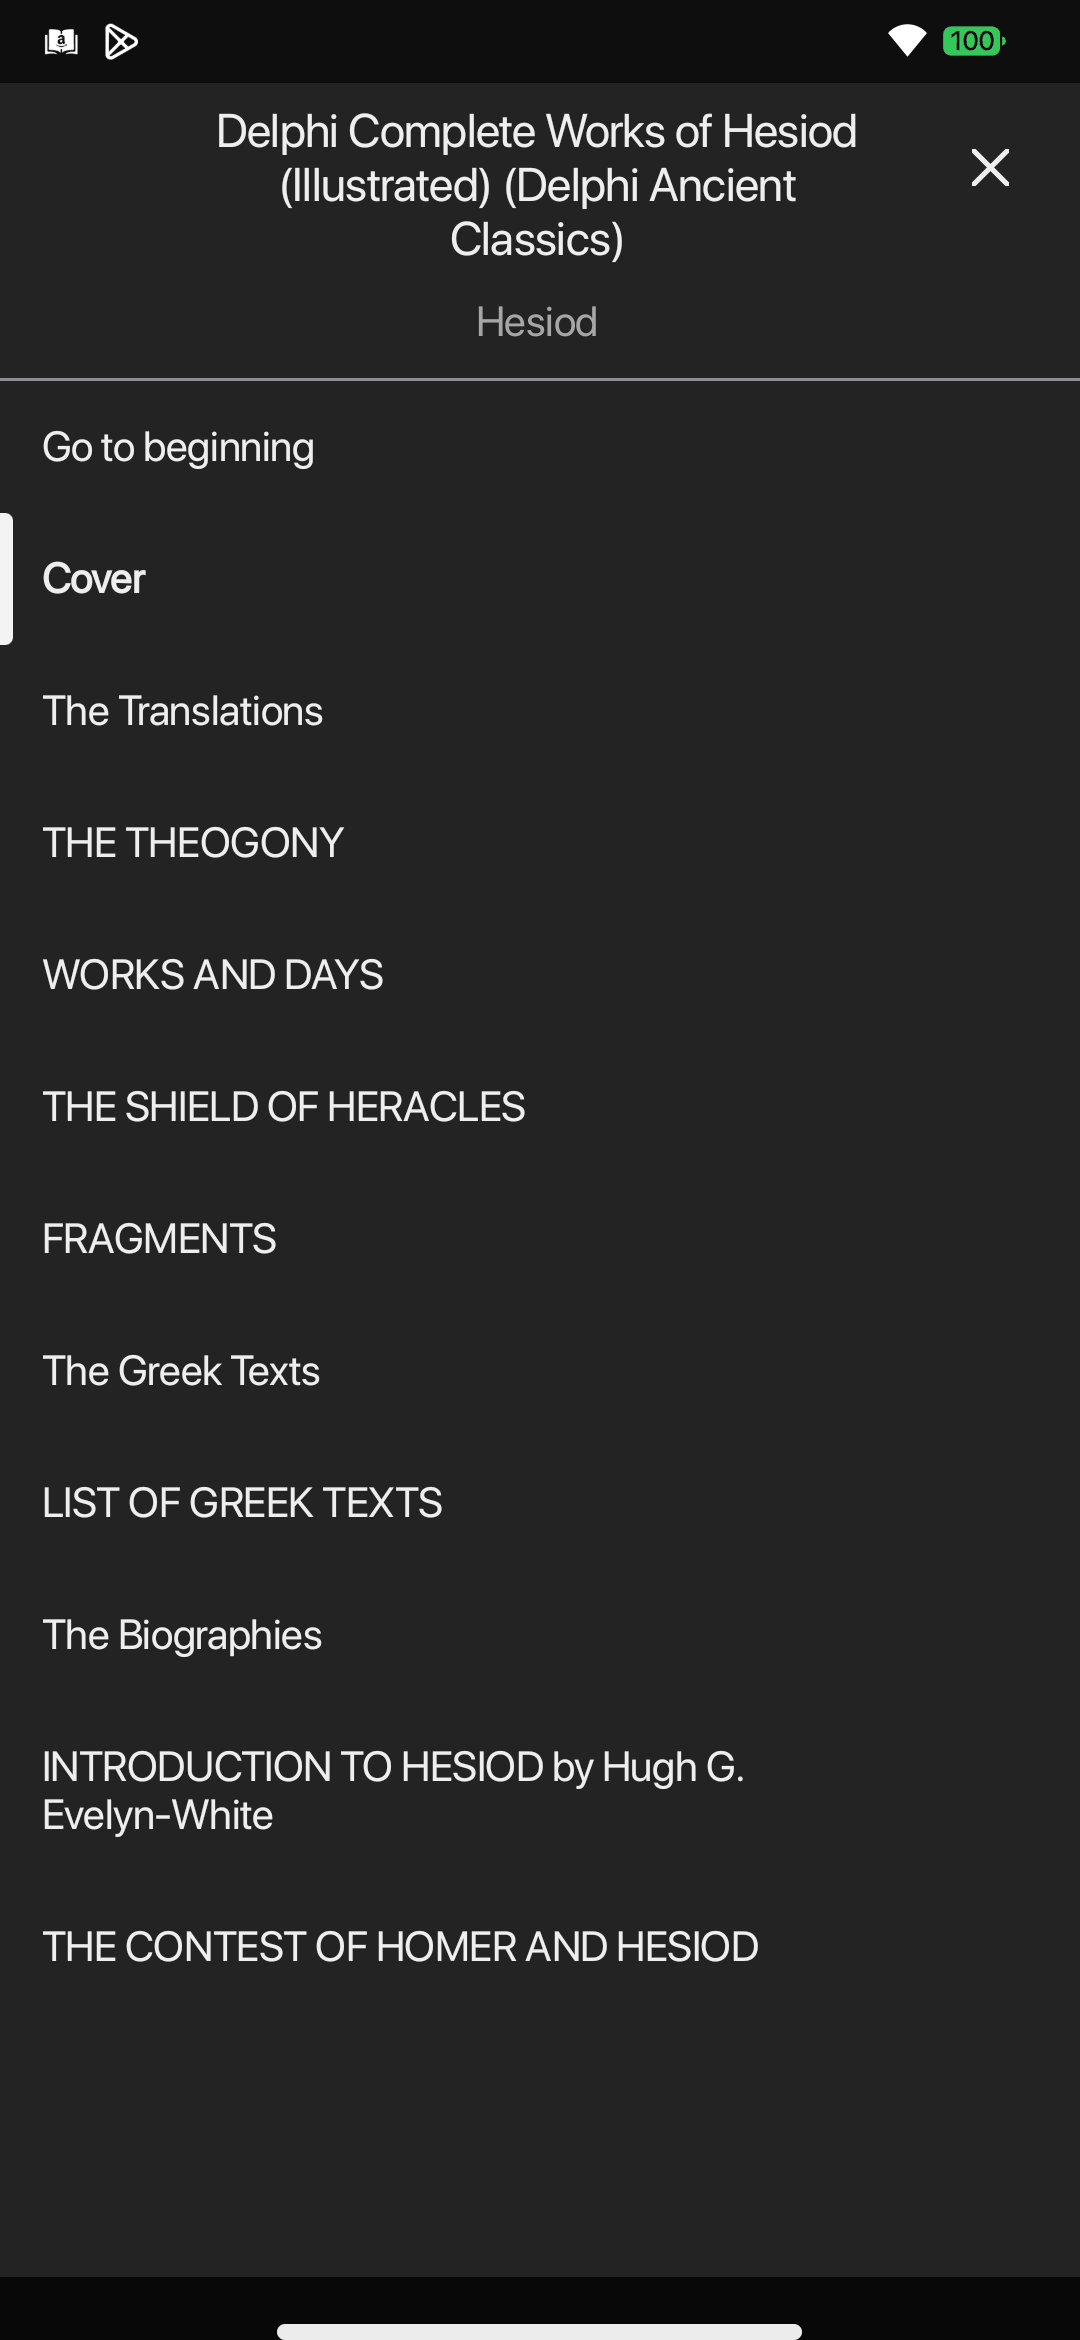 100
Delphi Complete Works of Hesiod
(Illustrated) (Delphi Ancient
Classics)
Hesiod
Go to beginning
Cover
The Translations
THE THEOGONY
WORKS AND DAYS
THE SHIELD OF HERACLES
FRAGMENTS
The Greek Texts
LIST OF GREEK TEXTS
The Biographies
INTRODUCTION TO HESIOD by Hugh G.
Evelyn-White
THE CONTEST OF HOMER AND HESIOD